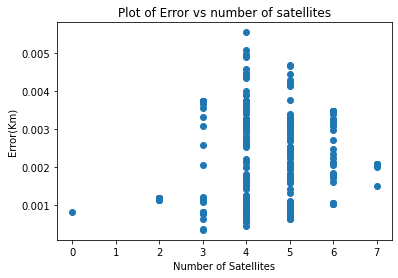 Plot of Error vs number of satellites
Error(Km)
0.005
0.004
0.003
0.002
0.001
0 1 2 3 4 5 6 7
Number of Satellites